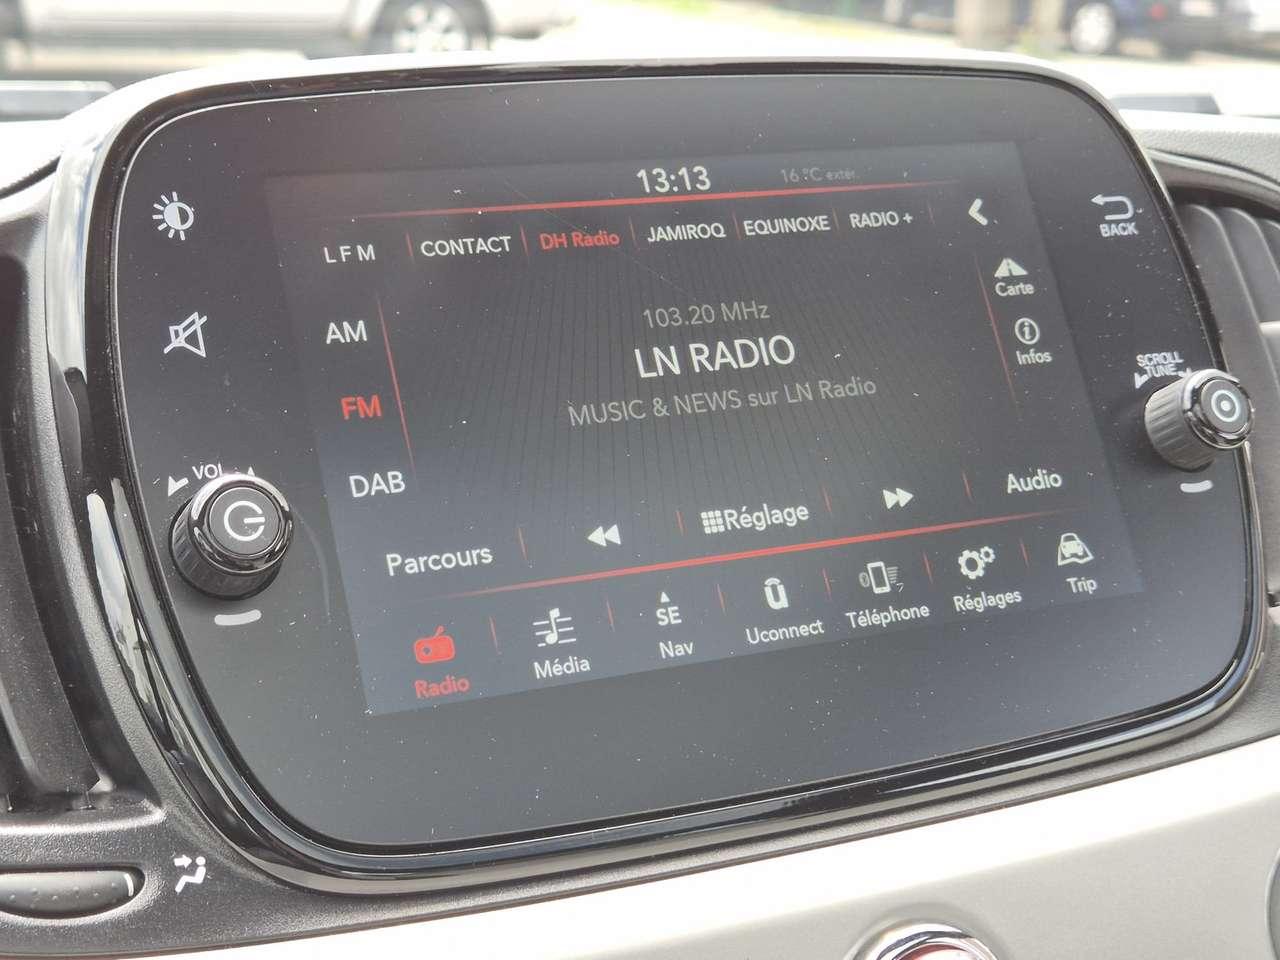 13:13 16°C extér.
L F M CONTACT DH Radio JAMIROQ EQUINOXE RADIO +
BACK
Carte
103.20 MHz
AM LN RADIO Infos
SCROLL
TUNE
FM MUSIC & NEWS sur LN Radio
VOL
DAB
Parcours Réglage Audio
SE
Radio Média Nav Uconnect Téléphone Réglages Trip